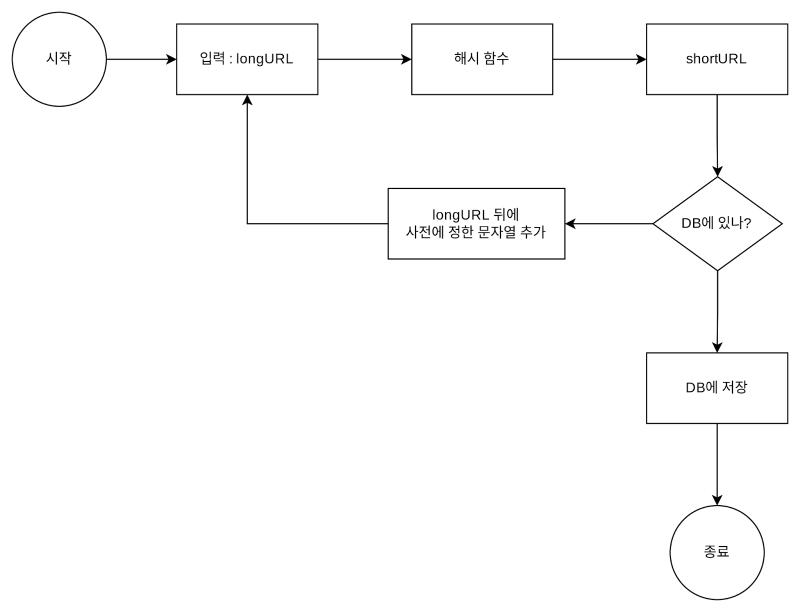 시작
입력 : longURL
해시 함수
shortURL
DB에 있나?
longURL 뒤에
사전에 정한 문자열 추가
DB에 저장
종료